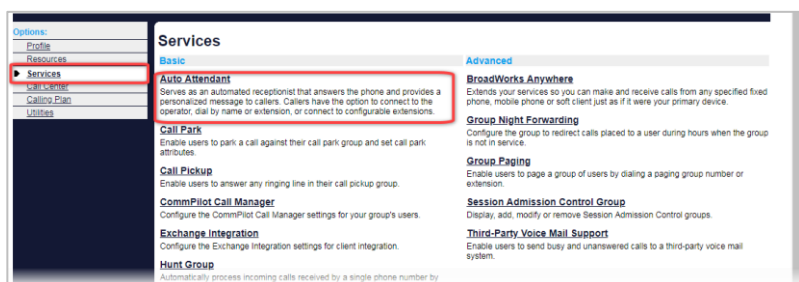 Options:
Profile
Resources
Services
Call Center
Calling Plan
Utilities
Services
Basic
Auto Attendant
Serves as an automated receptionist that answers the phone and provides a
personalized message to callers. Callers have the option to connect to the
operator, dial by name or extension, or connect to configurable extensions.
Call Park
Enable users to park a call against their call park group and set call park
attributes.
Call Pickup
Enable users to answer any ringing line in their call pickup group.
CommPilot Call Manager
Configure the CommPilot Call Manager settings for your group's users.
Exchange Integration
Configure the Exchange Integration settings for client integration.
Hunt Group
Automatically process incoming calls received by a single phone number by
Advanced
BroadWorks Anywhere
Extends your services so you can make and receive calls from any specified fixed
phone, mobile phone or soft client just as if it were your primary device.
Group Night Forwarding
Configure the group to redirect calls placed to a user during hours when the group
is not in service.
Group Paging
Enable users to page a group of users by dialing a paging group number or
extension.
Session Admission Control Group
Display, add, modify or remove Session Admission Control groups.
Third-Party Voice Mail Support
Enable users to send busy and unanswered calls to a third-party voice mail
system.